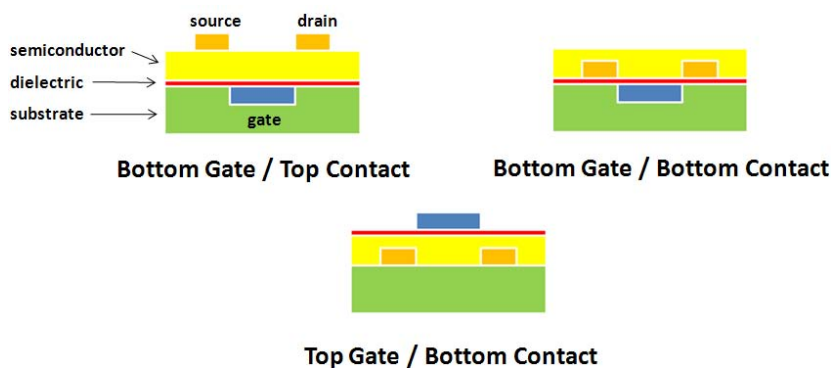 source drain
semiconductor
dielectric
substrate
gate
Bottom Gate / Top Contact
Bottom Gate / Bottom Contact
Top Gate / Bottom Contact